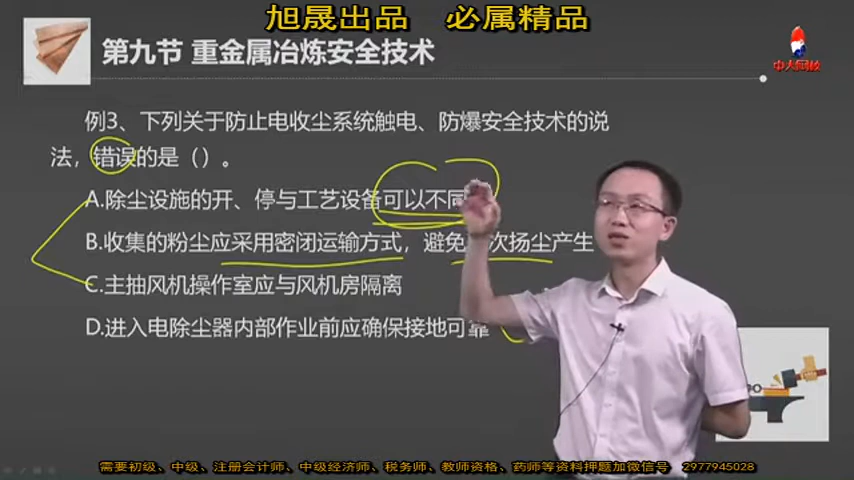 旭晟出品 必属精品
第九节 重金属冶炼安全技术
中大网校
例3、下列关于防止电收尘系统触电、防爆安全技术的说
法，错误的是（）。
A.除尘设施的开、停与工艺设备可以不同
B.收集的粉尘应采用密闭运输方式，避免 次扬尘产生
C.主抽风机操作室应与风机房隔离
D.进入电除尘器内部作业前应确保接地可靠
需要初级、中级、注册会计师、中级经济师、税务师、教师资格、药师等资料押题加微信号 2977945028